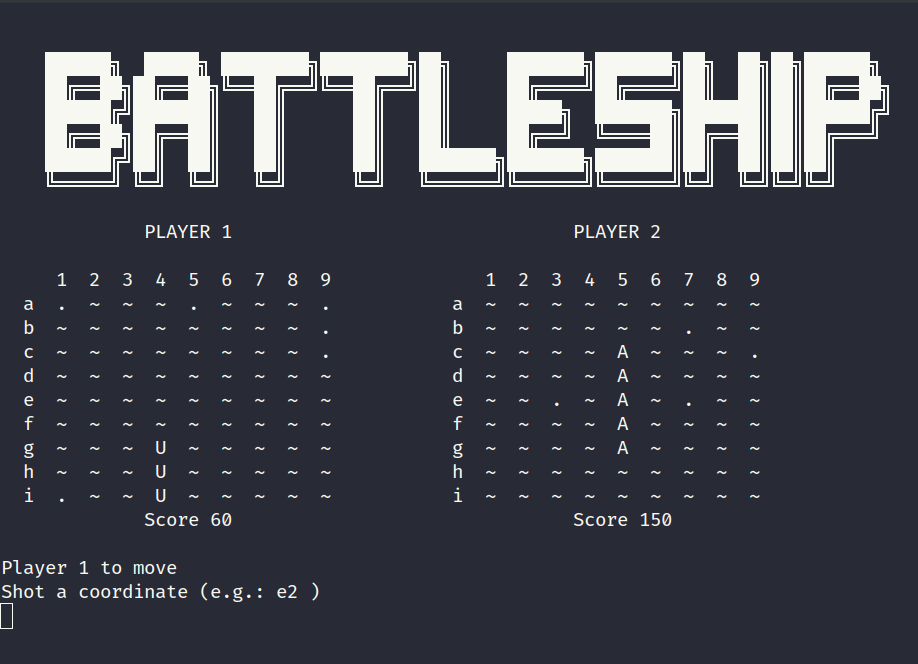 BATTLESHIP
PLAYER 1 PLAYER 2
1 2 3 4 5 6 7 8 9 1 2 3 4 5 6 7 8 9
a . ~ ~ ~ . ~ ~ ~ . a ~ ~ ~ ~ ~ ~ ~ ~ ~
b ~ ~ ~ ~ ~ ~ ~ ~ . b ~ ~ ~ ~ ~ ~ . ~ ~
c ~ ~ ~ ~ ~ ~ ~ ~ . c ~ ~ ~ ~ A ~ ~ ~ .
d ~ ~ ~ ~ ~ ~ ~ ~ ~ d ~ ~ ~ ~ A ~ ~ ~ ~
e ~ ~ ~ ~ ~ ~ ~ ~ ~ e ~ ~ . ~ A ~ . ~ ~
f ~ ~ ~ ~ ~ ~ ~ ~ ~ f ~ ~ ~ ~ A ~ ~ ~ ~
g ~ ~ ~ U ~ ~ ~ ~ ~ g ~ ~ ~ ~ A ~ ~ ~ ~
h ~ ~ ~ U ~ ~ ~ ~ ~ h ~ ~ ~ ~ ~ ~ ~ ~ ~
i . ~ ~ U ~ ~ ~ ~ ~ i ~ ~ ~ ~ ~ ~ ~ ~ ~
Score 60 Score 150
Player 1 to move
Shot a coordinate (e.g.: e2 )